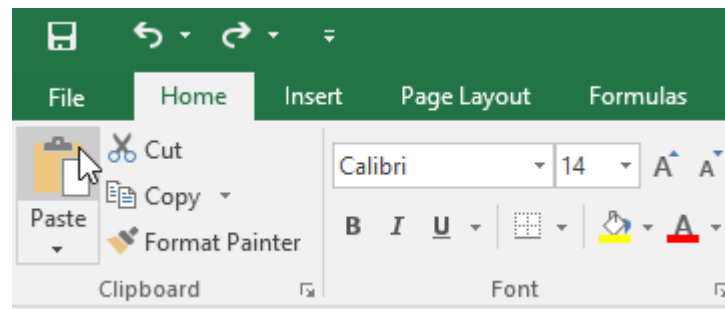 File Home Insert Page Layout Formulas
Cut
Calibri 14 A A
Copy
Paste
B I U A
Format Painter
Clipboard Font